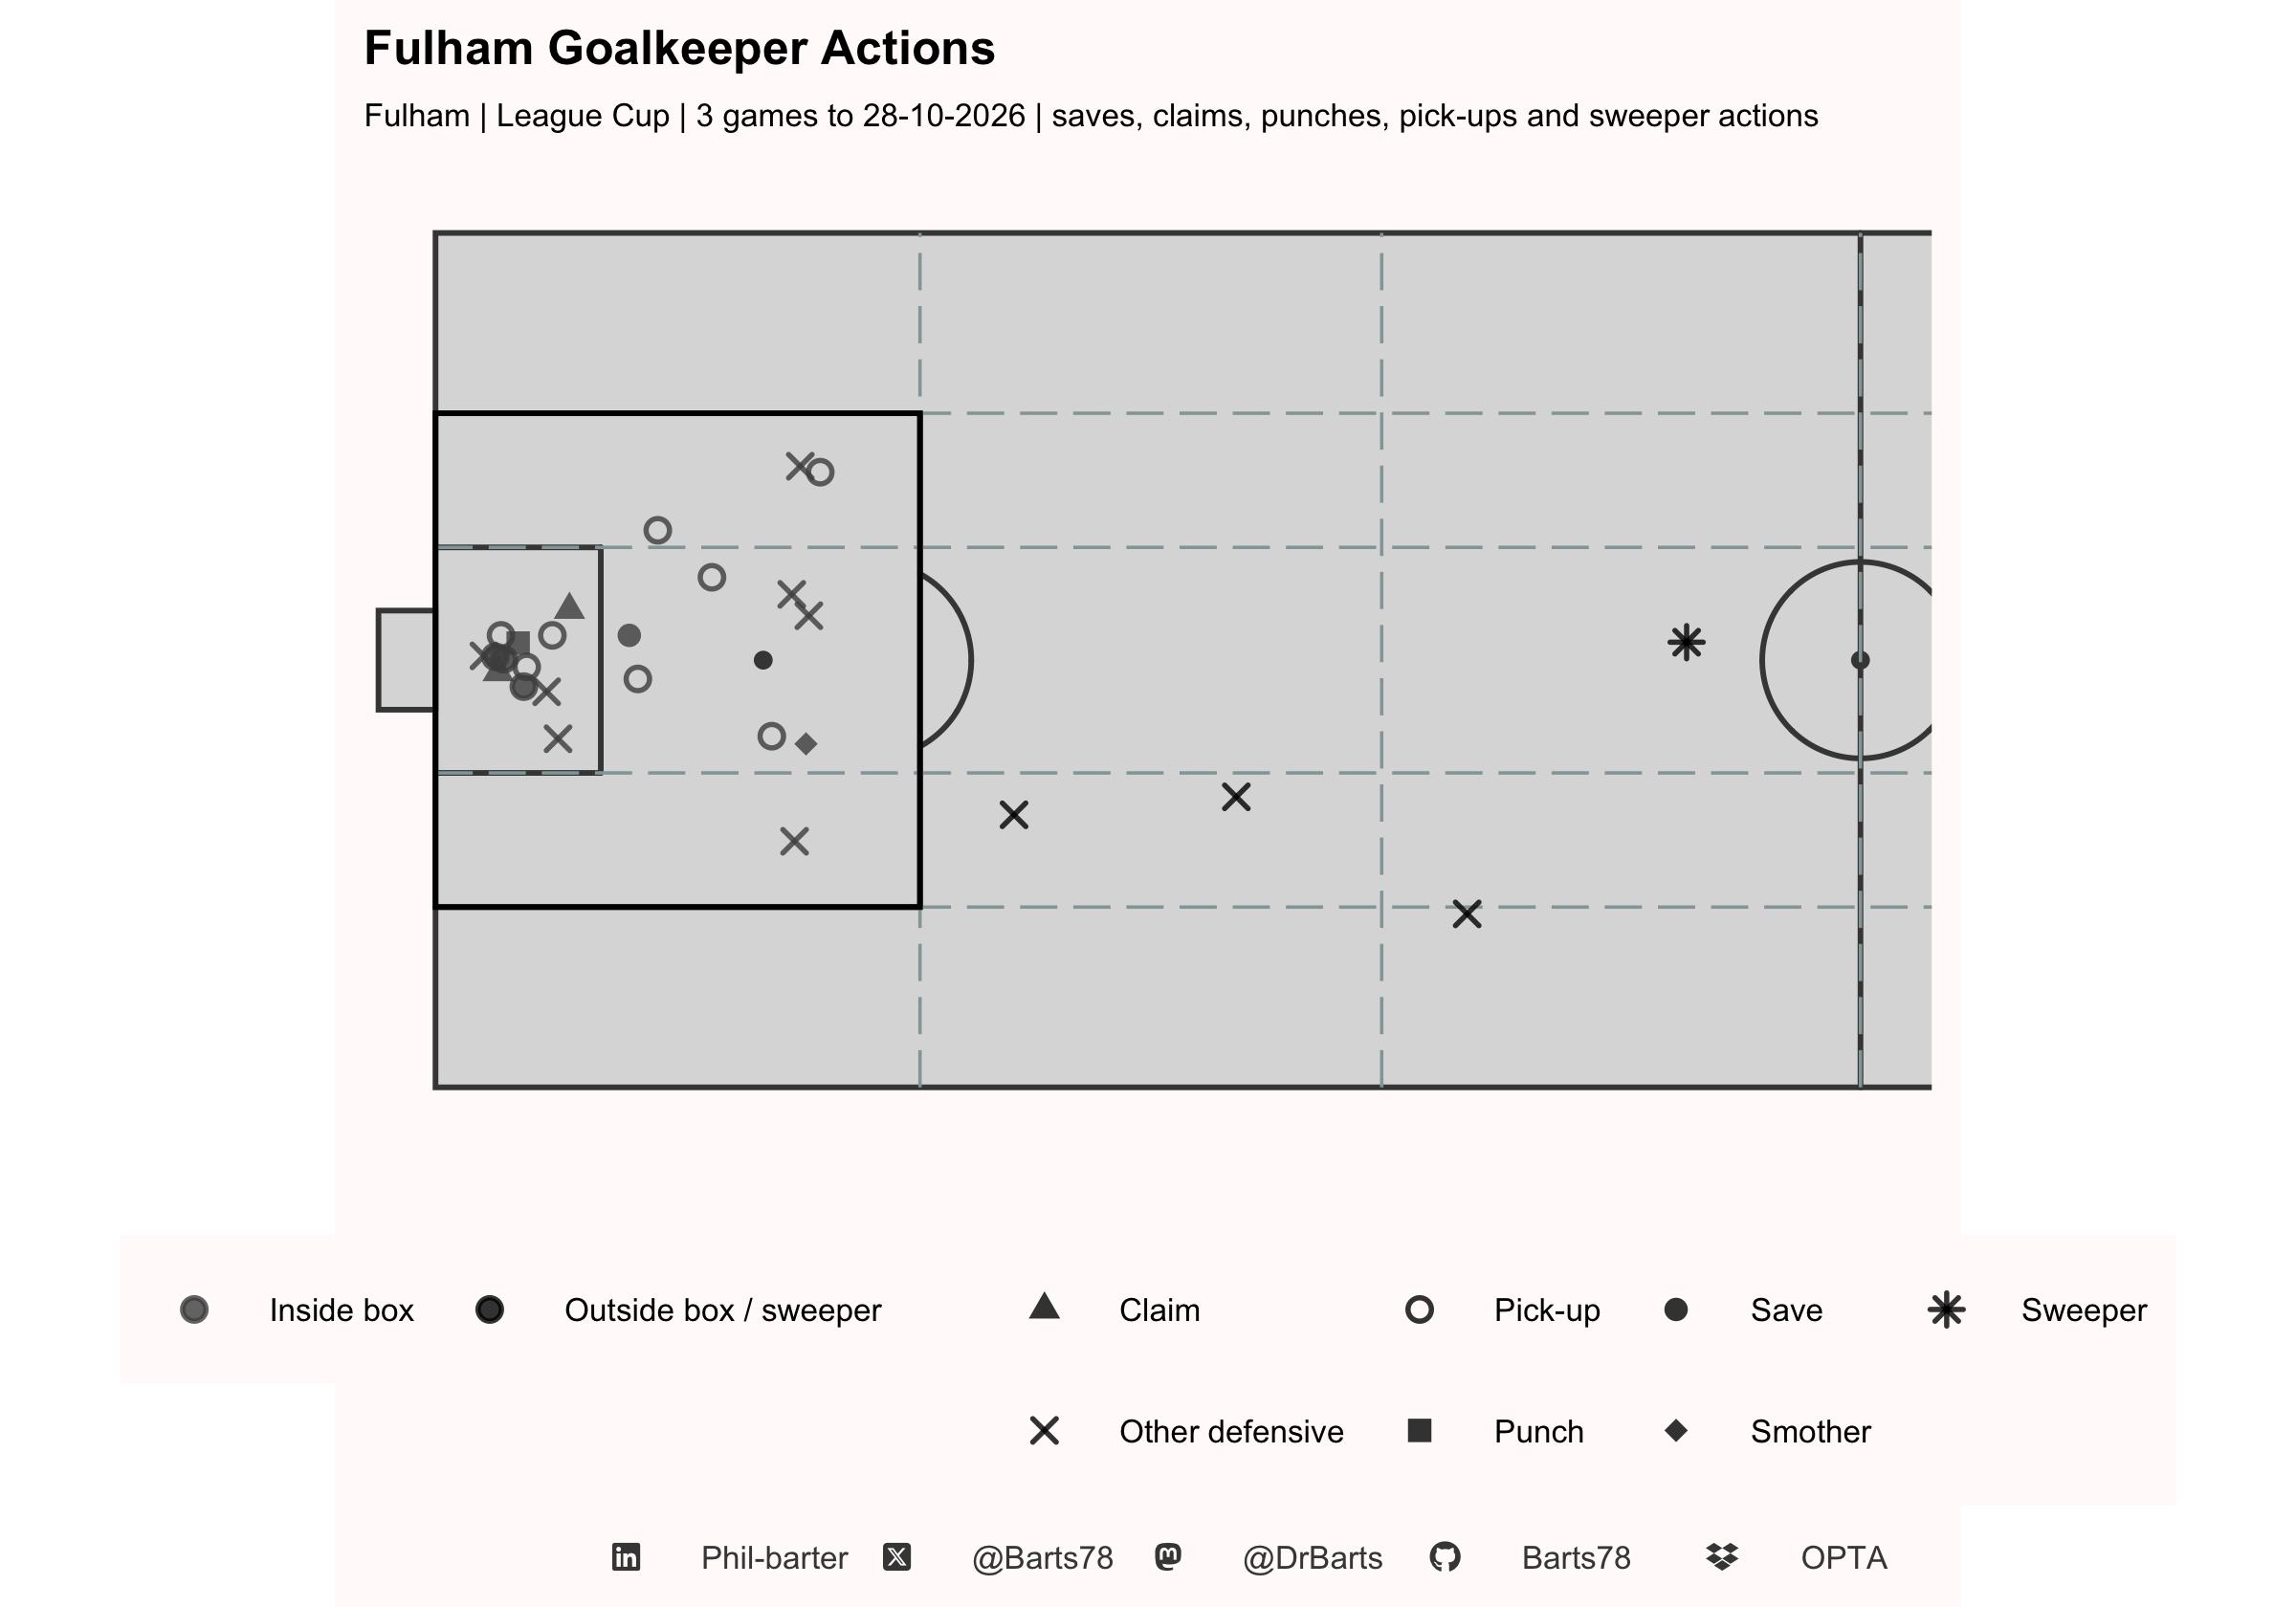 Fulham Goalkeeper Actions
Fulham | League Cup | 3 games to 28-10-2026 | saves, claims, punches, pick-ups and sweeper actions
Inside box Outside box / sweeper Claim Pick-up Save Sweeper
Other defensive Punch Smother
in Phil-barter X @Barts78 m @DrBarts Barts78 OPTA